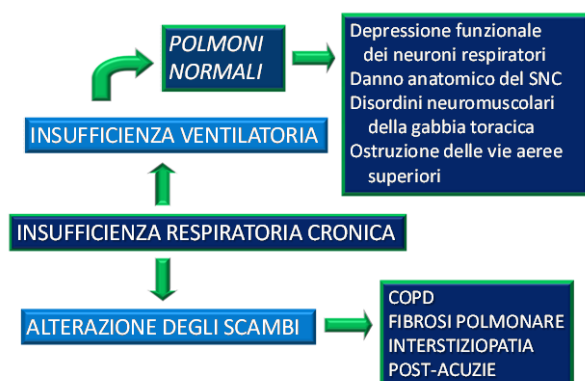 POLMONI
NORMALI
Depressione funzionale
dei neuroni respiratori
Danno anatomico del SNC
Disordini neuromuscolari
della gabbia toracica
Ostruzione delle vie aeree
superiori
INSUFFICIENZA VENTILATORIA
INSUFFICIENZA RESPIRATORIA CRONICA
ALTERAZIONE DEGLI SCAMBI
COPD
FIBROSI POLMONARE
INTERSTIZIOPATIA
POST-ACUZIE